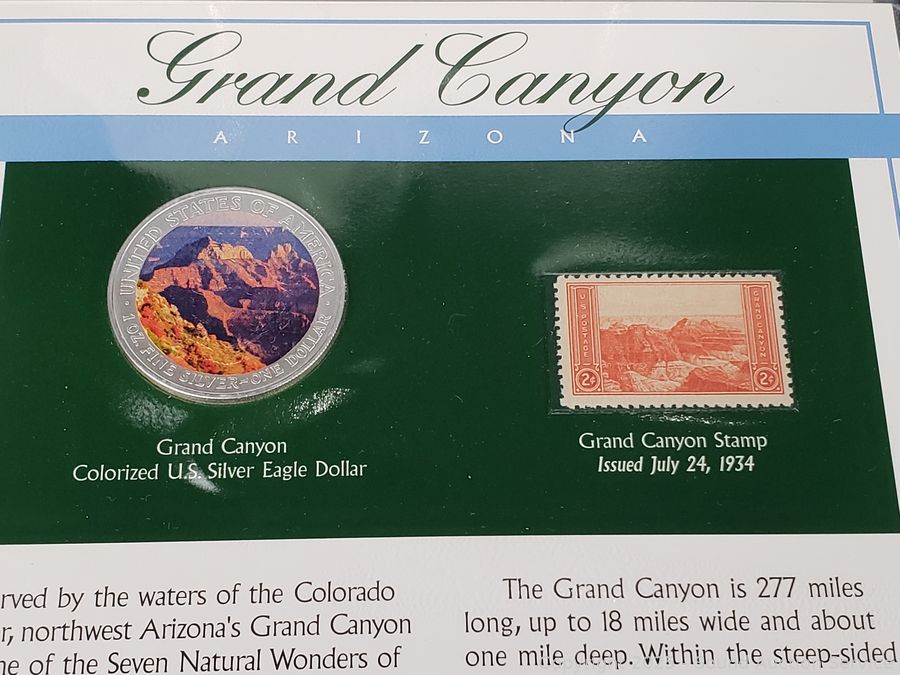 Grand Canyon
ARIZONA
UNITED STATES OF AMERICA
1 OZ. FINE SILVER~ONE DOLLAR
U.S. POSTAGE
GRAND CANYON
2¢ 2¢
Grand Canyon
Colorized U.S. Silver Eagle Dollar
Grand Canyon Stamp
Issued July 24, 1934
rved by the waters of the Colorado
r, northwest Arizona's Grand Canyon
ne of the Seven Natural Wonders of
The Grand Canyon is 277 miles
long, up to 18 miles wide and about
one mile deep. Within the steep-sided